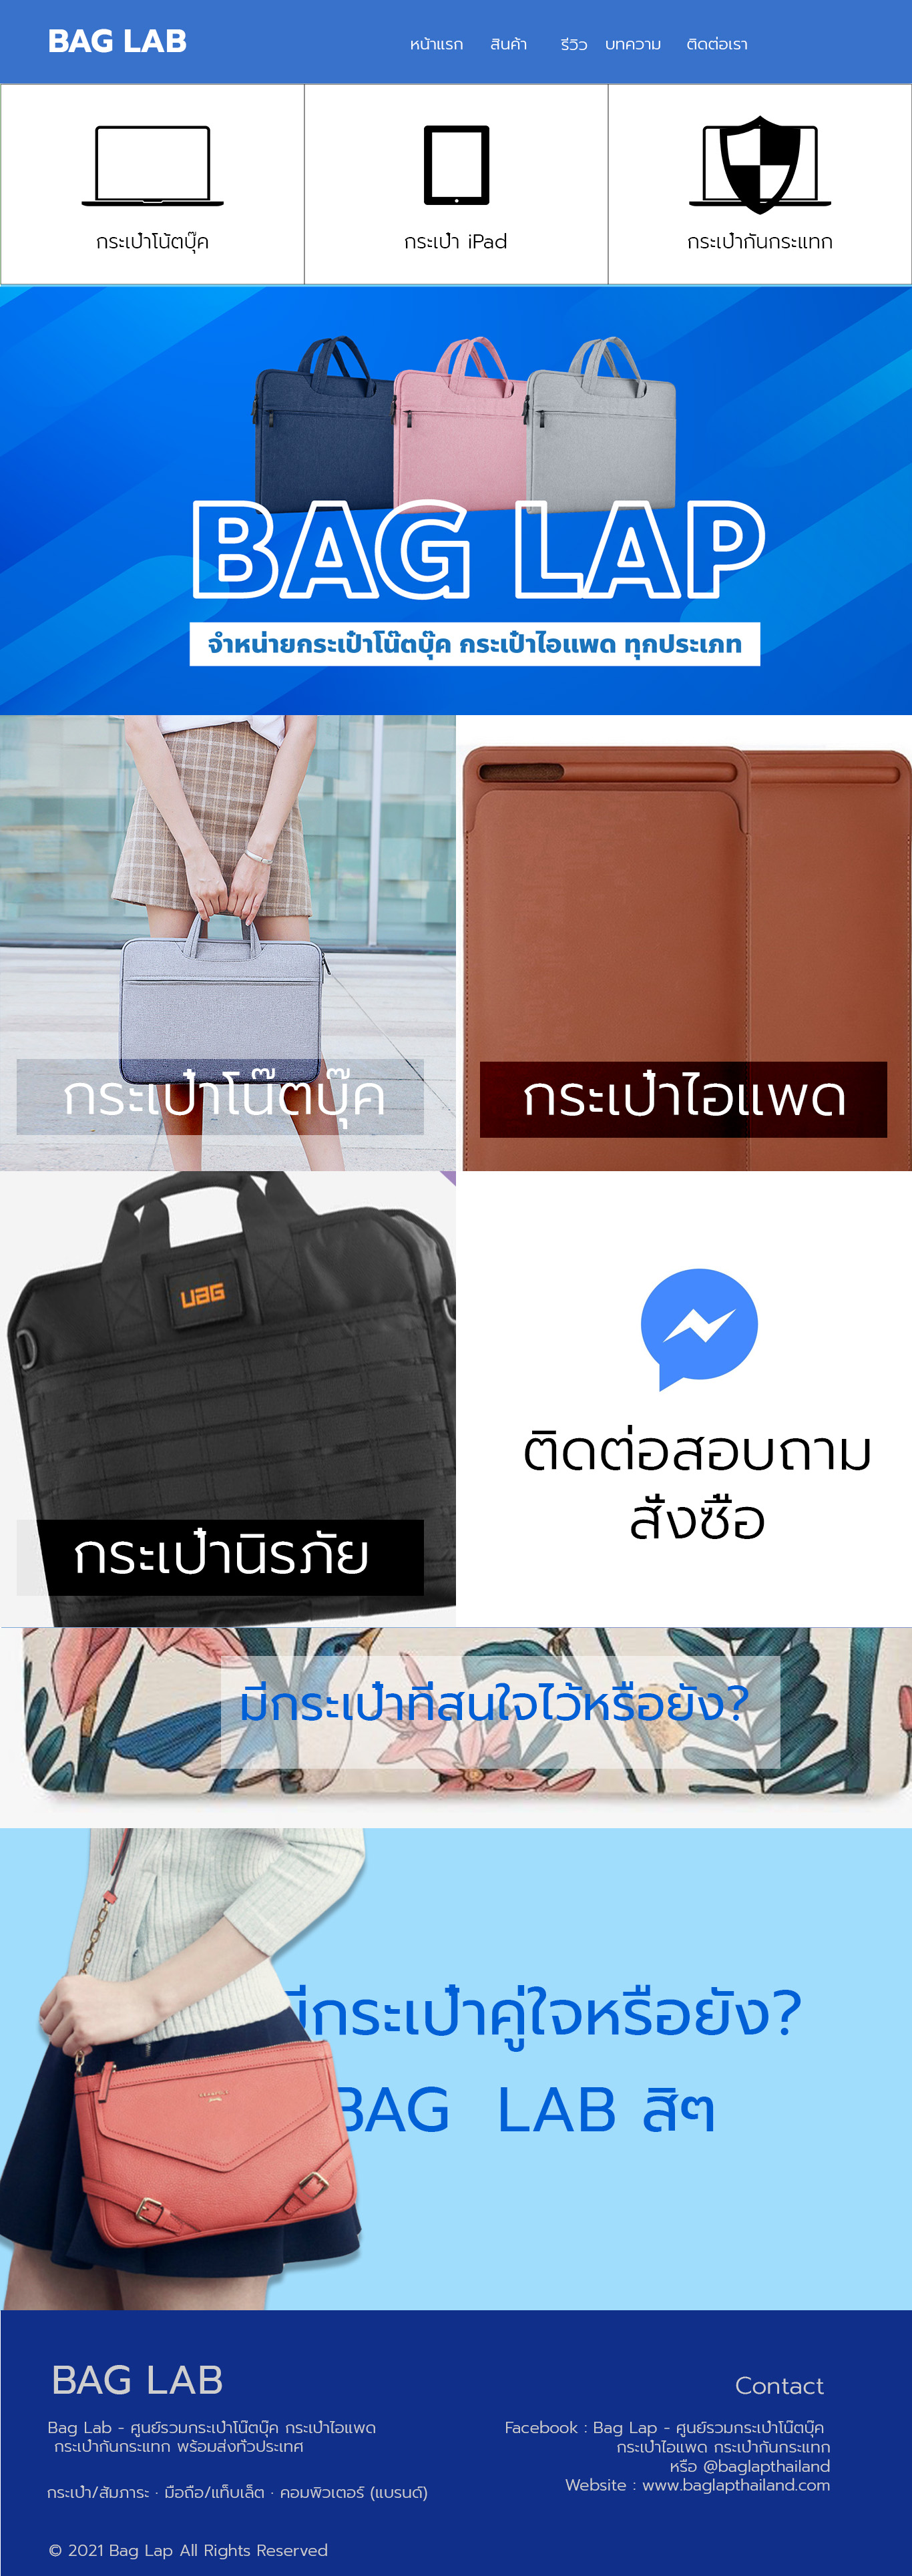 BAG LAB
หน้าแรก สินค้า รีวิว บทความ ติดต่อเรา
กระเป๋าโน้ตบุ๊ค กระเป๋า iPad กระเป๋ากันกระแทก
BAG LAP
จำหน่ายกระเป๋าโน๊ตบุ๊ค กระเป๋าไอแพด ทุกประเภท
กระเป๋าโน๊ตบุ๊ค
กระเป๋าไอแพด
UAG
กระเป๋านิรภัย
ติดต่อสอบถาม
สั่งซื้อ
มีกระเป๋าที่สนใจไว้หรือยัง?
มีกระเป๋าคู่ใจหรือยัง?
BAG LAB สิๆ
BAG LAB
Bag Lab - ศูนย์รวมกระเป๋าโน๊ตบุ๊ค กระเป๋าไอแพด
กระเป๋ากันกระแทก พร้อมส่งทั่วประเทศ
กระเป๋า/สัมภาระ · มือถือ/แท็บเล็ต · คอมพิวเตอร์ (แบรนด์)
© 2021 Bag Lap All Rights Reserved
Contact
Facebook : Bag Lap - ศูนย์รวมกระเป๋าโน๊ตบุ๊ค
กระเป๋าไอแพด กระเป๋ากันกระแทก
หรือ @baglapthailand
Website : www.baglapthailand.com